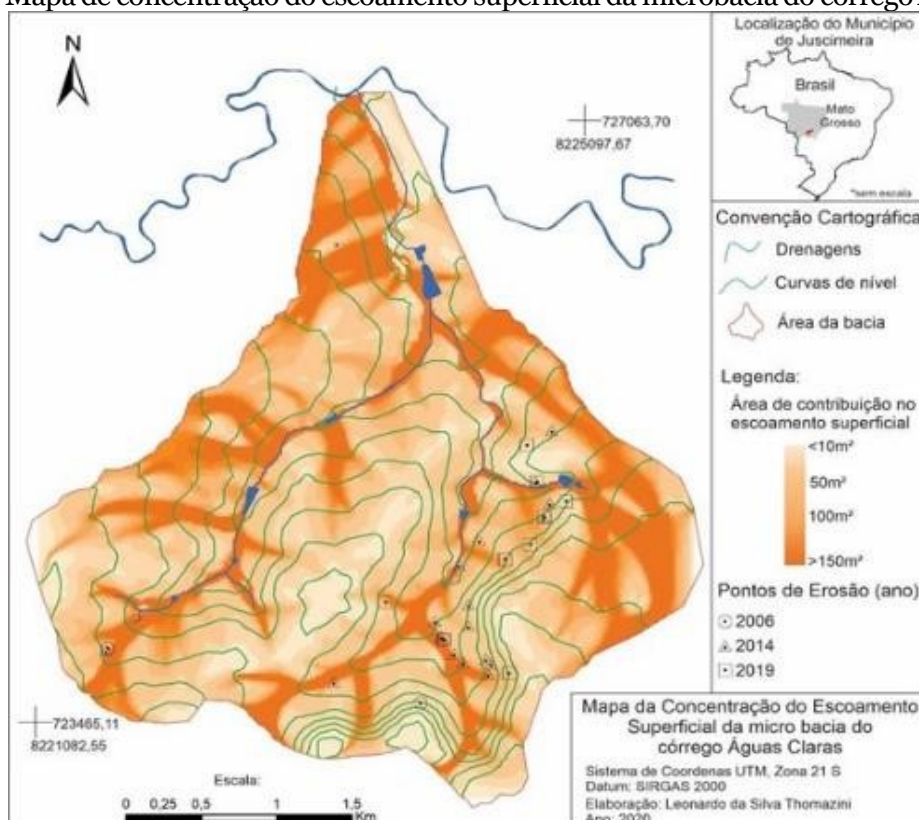 Mapa de concentração do escoamento superficial da microbacia do córrego
N
727063,70
8225097,67
723465,11
8221082,55
Escala:
0 0,25 0,5 1 1,5
Km
Localização do Município
de Juscimeira
Brasil
Mato
Grosso
*sem escala
Convenção Cartográfica
Drenagens
Curvas de nível
Área da bacia
Legenda:
Área de contribuição no
escoamento superficial
<10m²
50m²
100m²
>150m²
Pontos de Erosão (ano)
2006
2014
2019
Mapa da Concentração do Escoamento
Superficial da micro bacia do
córrego Águas Claras
Sistema de Coordenas UTM, Zona 21 S
Datum: SIRGAS 2000
Elaboração: Leonardo da Silva Thomazini
Ano: 2020